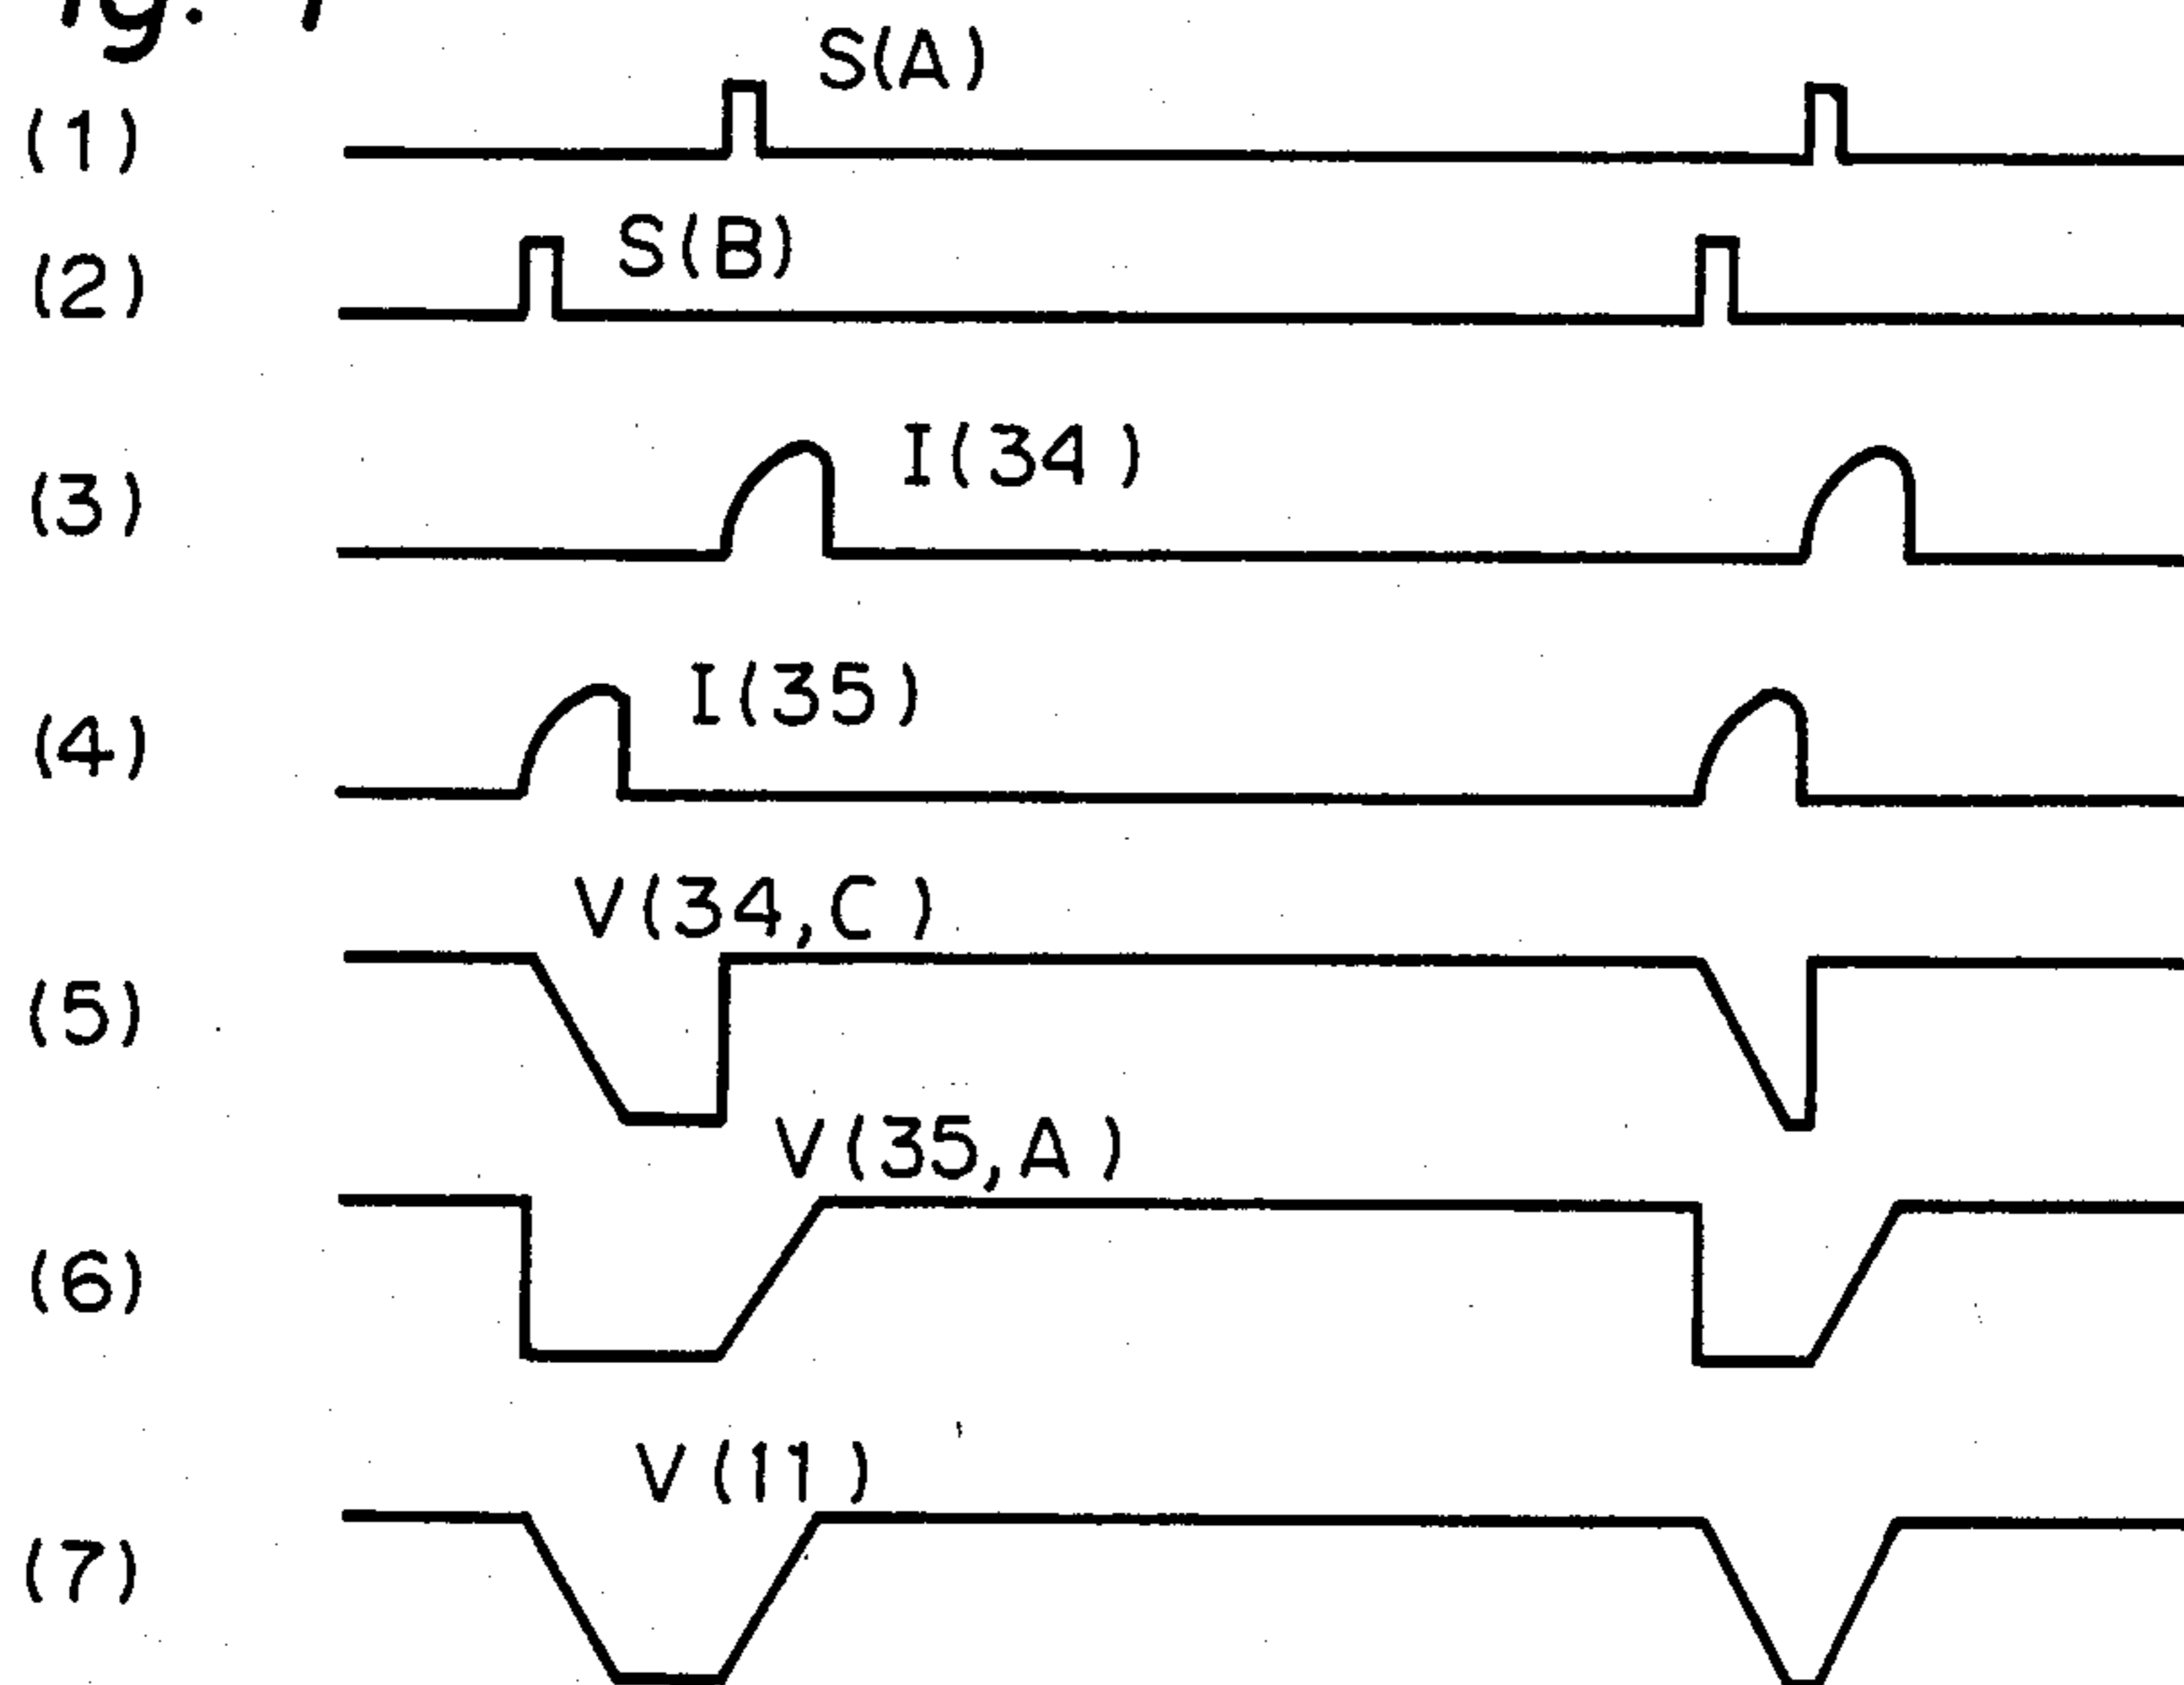 (1) S(A)
(2) S(B)
(3) I(34)
(4) I(35)
(5) V(34,C)
(6) V(35,A)
(7) V(11)